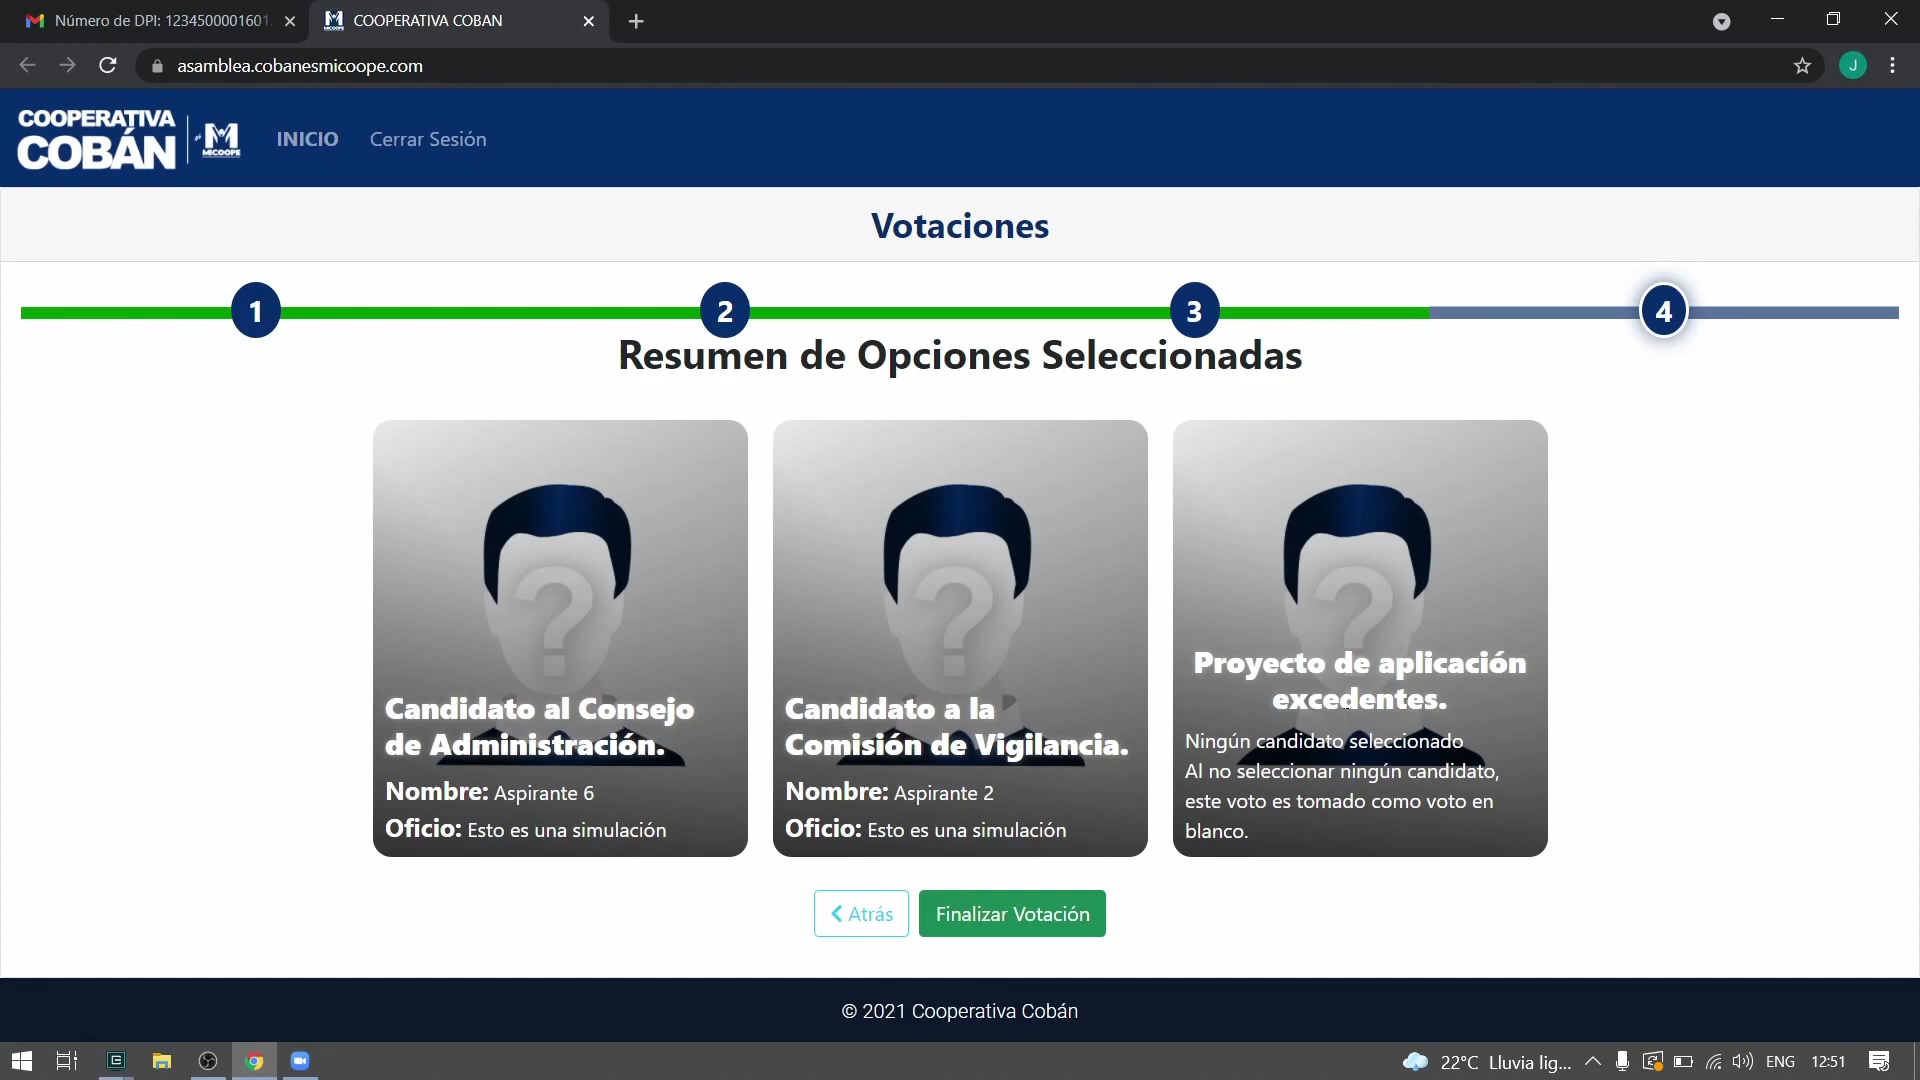 Número de DPI: 1234500001601
COOPERATIVA COBAN
asamblea.cobanesmicoope.com
J
COOPERATIVA
COBÁN
MICOOPE
INICIO
Cerrar Sesión
Votaciones
1
2
3
4
Resumen de Opciones Seleccionadas
?
?
?
Candidato al Consejo
de Administración.
Nombre: Aspirante 6
Oficio: Esto es una simulación
Candidato a la
Comisión de Vigilancia.
Nombre: Aspirante 2
Oficio: Esto es una simulación
Proyecto de aplicación
excedentes.
Ningún candidato seleccionado
Al no seleccionar ningún candidato,
este voto es tomado como voto en
blanco.
Atrás
Finalizar Votación
© 2021 Cooperativa Cobán
22°C Lluvia lig...
ENG
12:51